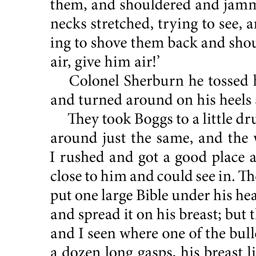 them, and shouldered and jamm
necks stretched, trying to see, a
ing to shove them back and shou
air, give him air!’
Colonel Sherburn he tossed h
and turned around on his heels
They took Boggs to a little dru
around just the same, and the
I rushed and got a good place a
close to him and could see in. Th
put one large Bible under his hea
and spread it on his breast; but t
and I seen where one of the bull
a dozen long gasps, his breast li